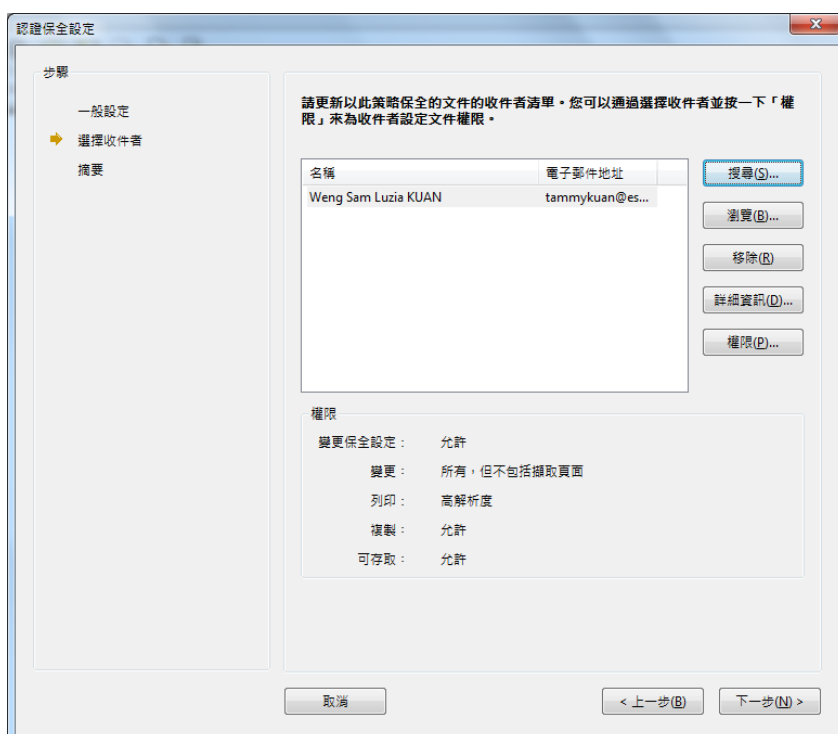 認證保全設定
步驟
一般設定
選擇收件者
摘要
請更新以此策略保全的文件的收件者清單。您可以通過選擇收件者並按一下「權
限」來為收件者設定文件權限。
名稱 電子郵件地址
Weng Sam Luzia KUAN tammykuan@es...
搜尋(S)...
瀏覽(B)...
移除(R)
詳細資訊(D)...
權限(P)...
權限
變更保全設定： 允許
變更： 所有，但不包括擷取頁面
列印： 高解析度
複製： 允許
可存取： 允許
取消
< 上一步(B)
下一步(N) >